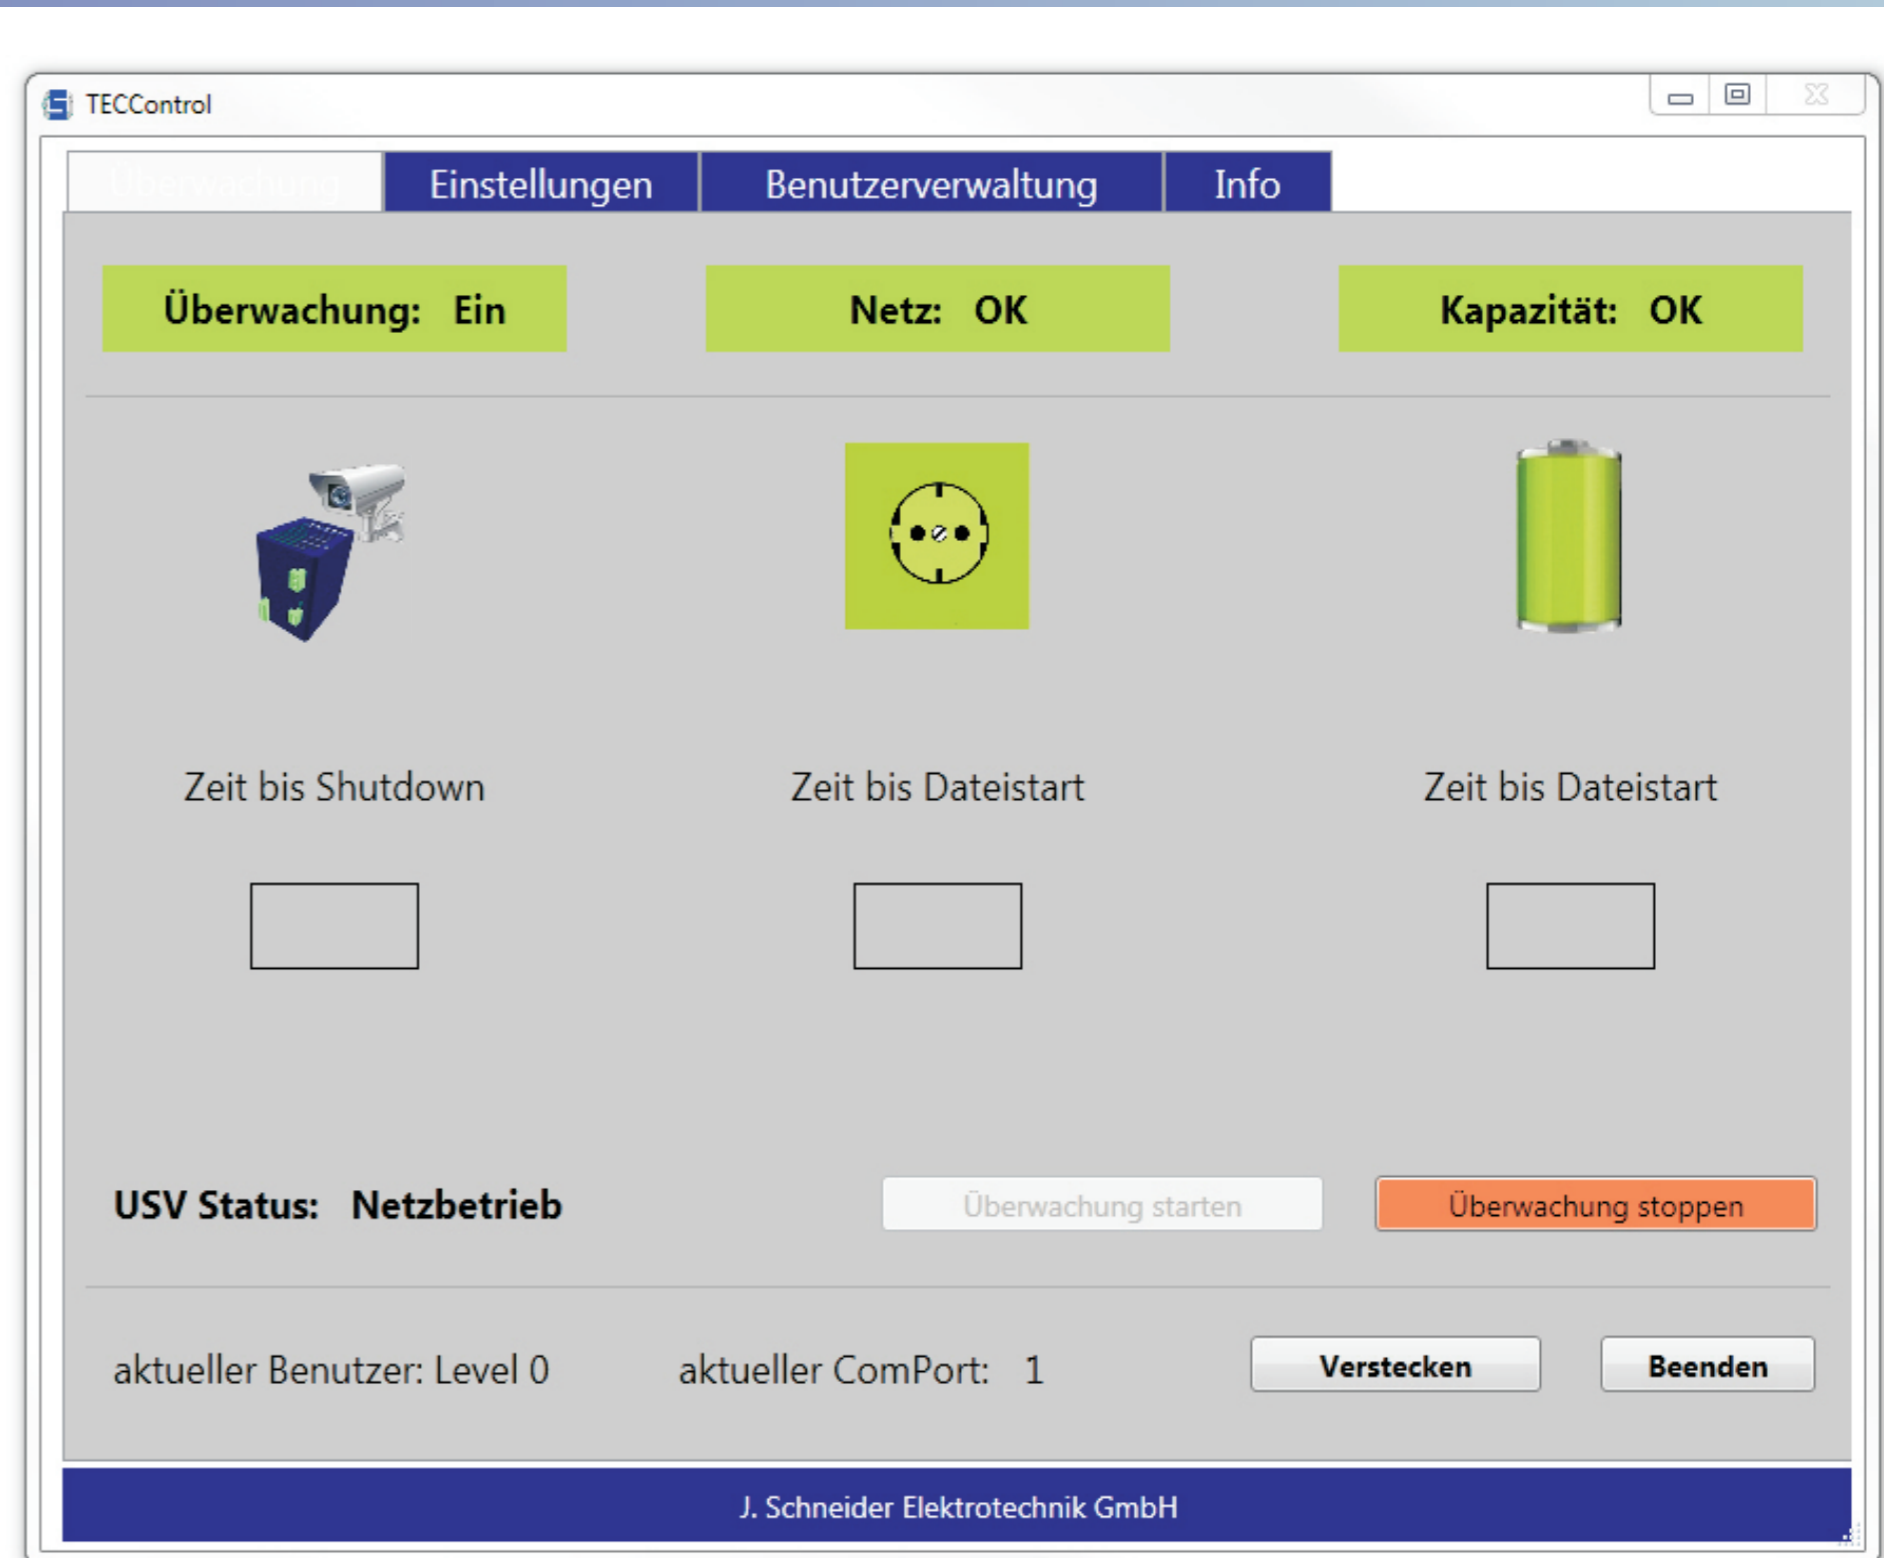 TECControl
Überwachung Einstellungen Benutzerverwaltung Info
Überwachung: Ein Netz: OK Kapazität: OK
Zeit bis Shutdown Zeit bis Dateistart Zeit bis Dateistart
USV Status: Netzbetrieb Überwachung starten Überwachung stoppen
aktueller Benutzer: Level 0 aktueller ComPort: 1 Verstecken Beenden
J. Schneider Elektrotechnik GmbH